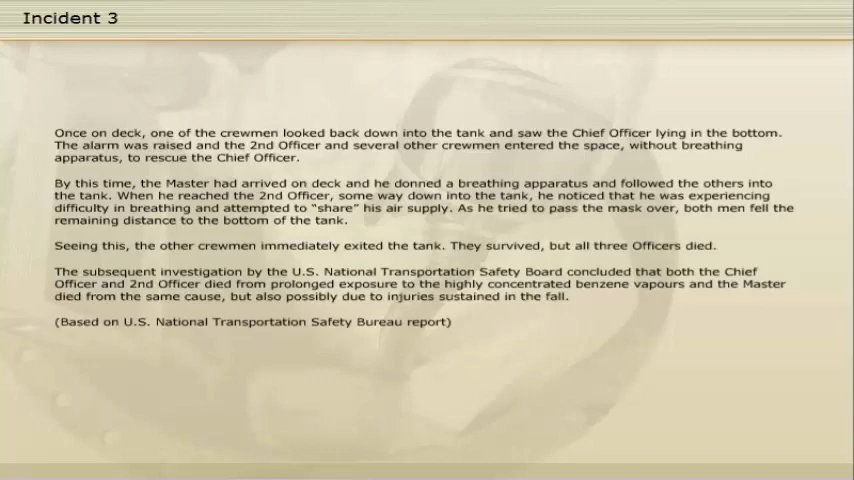 Incident 3
Once on deck, one of the crewmen looked back down into the tank and saw the Chief Officer lying in the bottom.
The alarm was raised and the 2nd Officer and several other crewmen entered the space, without breathing
apparatus, to rescue the Chief Officer.
By this time, the Master had arrived on deck and he donned a breathing apparatus and followed the others into
the tank. When he reached the 2nd Officer, some way down into the tank, he noticed that he was experiencing
difficulty in breathing and attempted to “share” his air supply. As he tried to pass the mask over, both men fell the
remaining distance to the bottom of the tank.
Seeing this, the other crewmen immediately exited the tank. They survived, but all three Officers died.
The subsequent investigation by the U.S. National Transportation Safety Board concluded that both the Chief
Officer and 2nd Officer died from prolonged exposure to the highly concentrated benzene vapours and the Master
died from the same cause, but also possibly due to injuries sustained in the fall.
(Based on U.S. National Transportation Safety Bureau report)